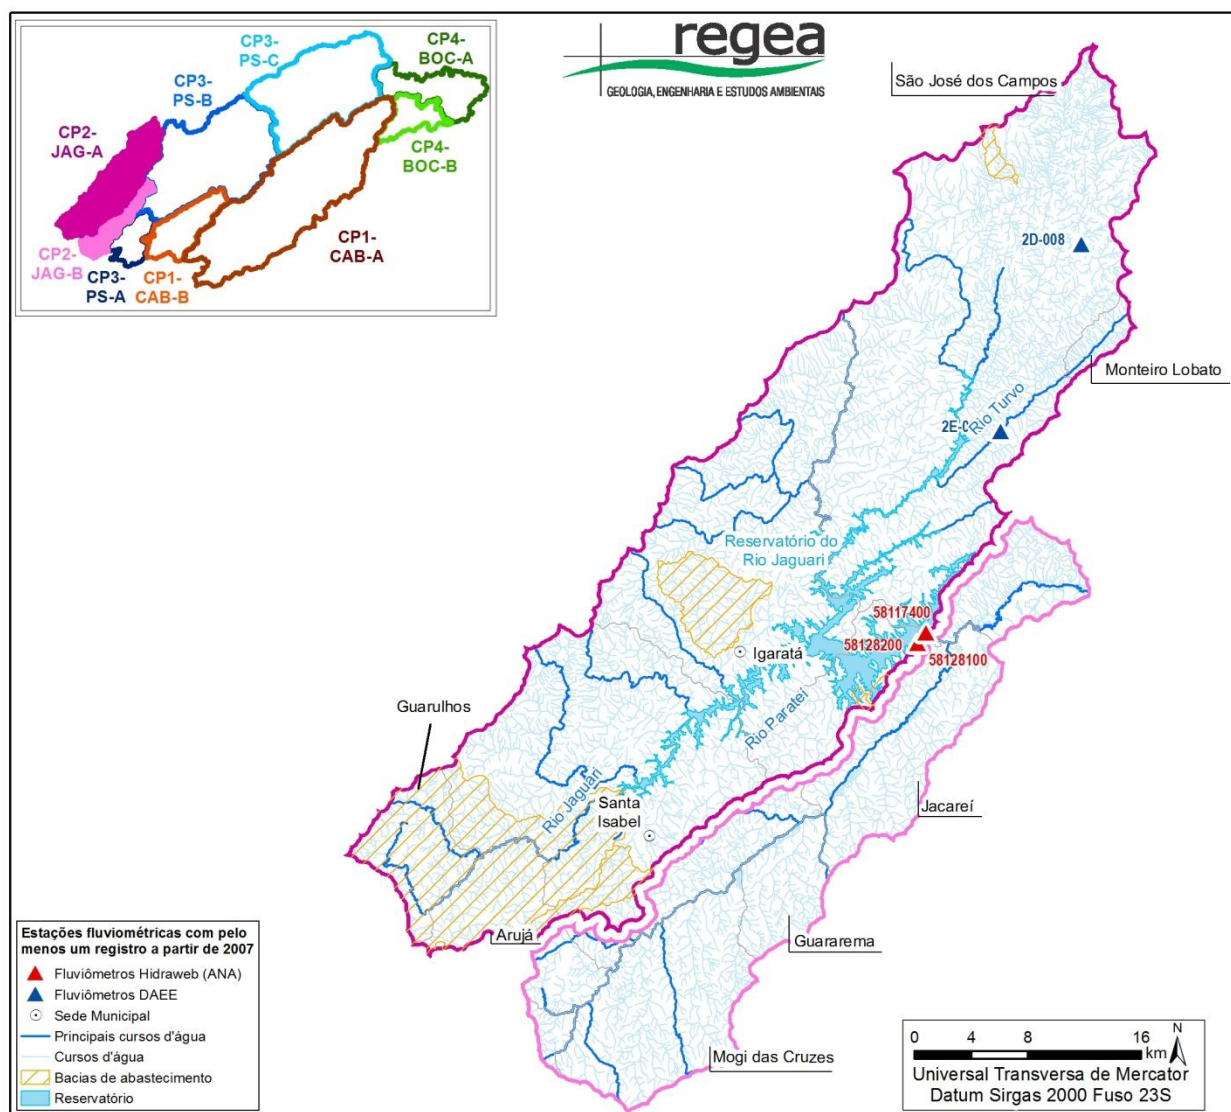 CP3-
PS-C
CP4-
BOC-A
CP3-
PS-B
CP2-
JAG-A
CP4-
BOC-B
CP2-
JAG-B
CP3-
PS-A
CP1-
CAB-B
CP1-
CAB-A
regea
GEOLOGIA, ENGENHARIA E ESTUDOS AMBIENTAIS
São José dos Campos
2D-008
Monteiro Lobato
Rio Turvo
2E-0
Reservatório do
Rio Jaguari
58117400
58128200
58128100
Igaratá
Rio Paratei
Guarulhos
Rio Jaguari
Santa
Isabel
Jacareí
Arujá
Guararema
Mogi das Cruzes
Estações fluviométricas com pelo
menos um registro a partir de 2007
Fluviômetros Hidraweb (ANA)
Fluviômetros DAEE
Sede Municipal
Principais cursos d'água
Cursos d'água
Bacias de abastecimento
Reservatório
0 4 8 16
km
N
Universal Transversa de Mercator
Datum Sirgas 2000 Fuso 23S